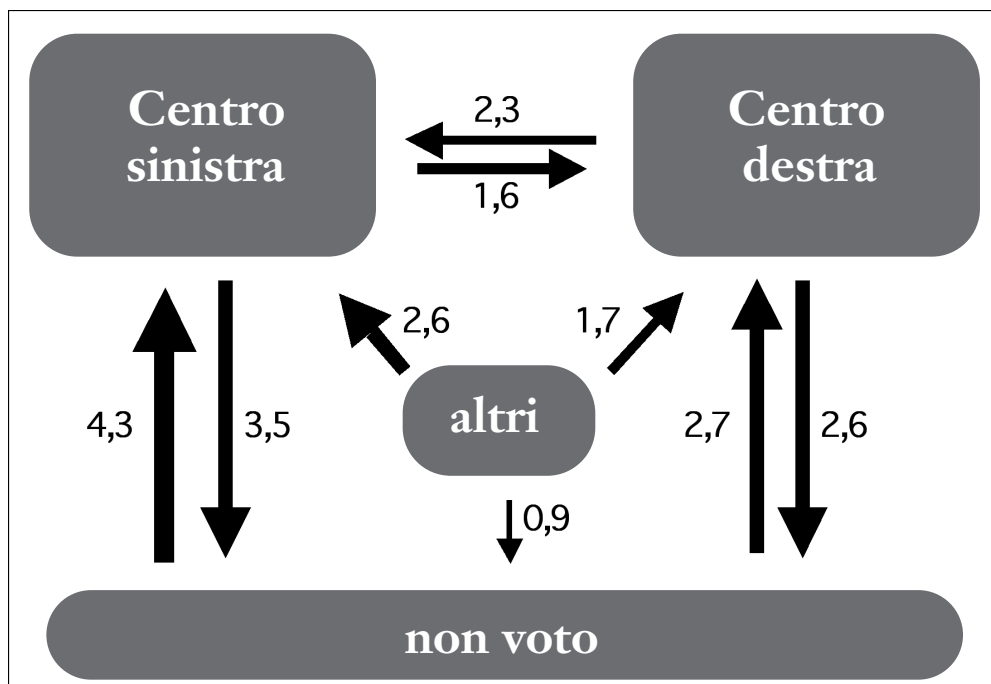 Centro
sinistra
2,3
1,6
Centro
destra
2,6
1,7
altri
4,3
3,5
2,7
2,6
0,9
non voto